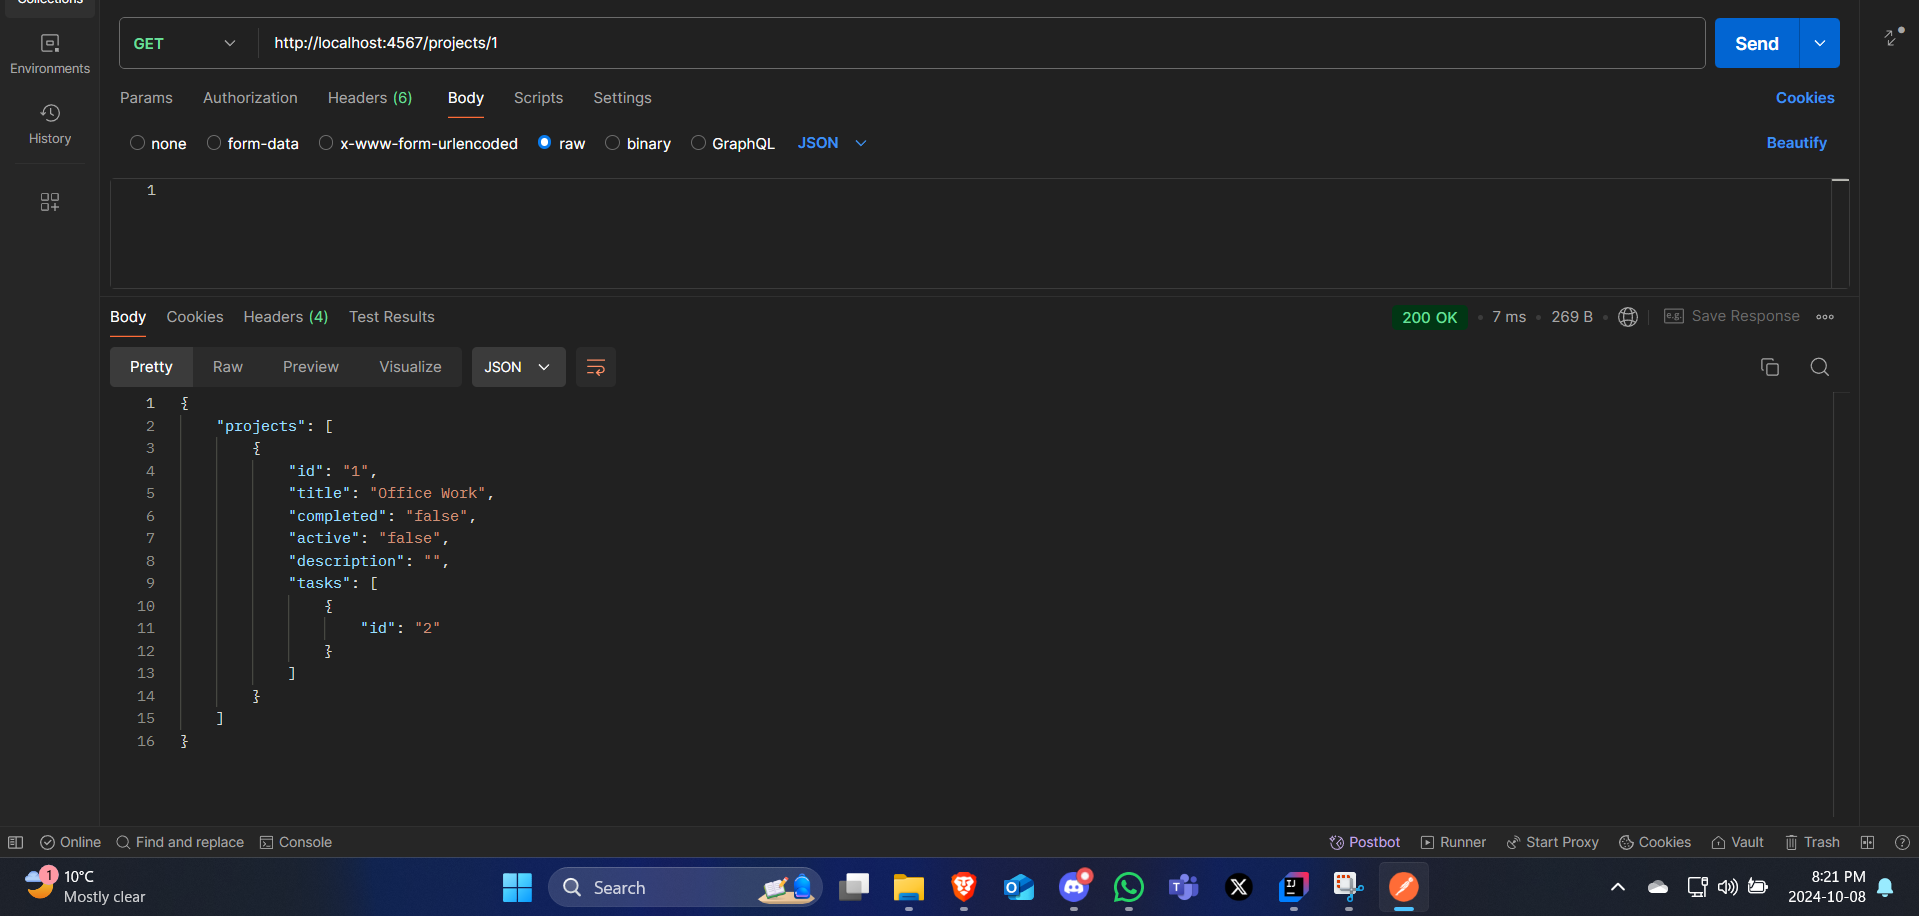 Collections
GET http://localhost:4567/projects/1 Send
Environments
Params Authorization Headers (6) Body Scripts Settings Cookies
History
none form-data x-www-form-urlencoded raw binary GraphQL JSON Beautify
1
Body Cookies Headers (4) Test Results 200 OK • 7 ms • 269 B • e.g. Save Response
Pretty Raw Preview Visualize JSON
1 {
2 "projects": [
3 {
4 "id": "1",
5 "title": "Office Work",
6 "completed": "false",
7 "active": "false",
8 "description": "",
9 "tasks": [
10 {
11 "id": "2"
12 }
13 ]
14 }
15 ]
16 }
Online Find and replace Console Postbot Runner Start Proxy Cookies Vault Trash
1 10°C
Mostly clear
Search
8:21 PM
2024-10-08